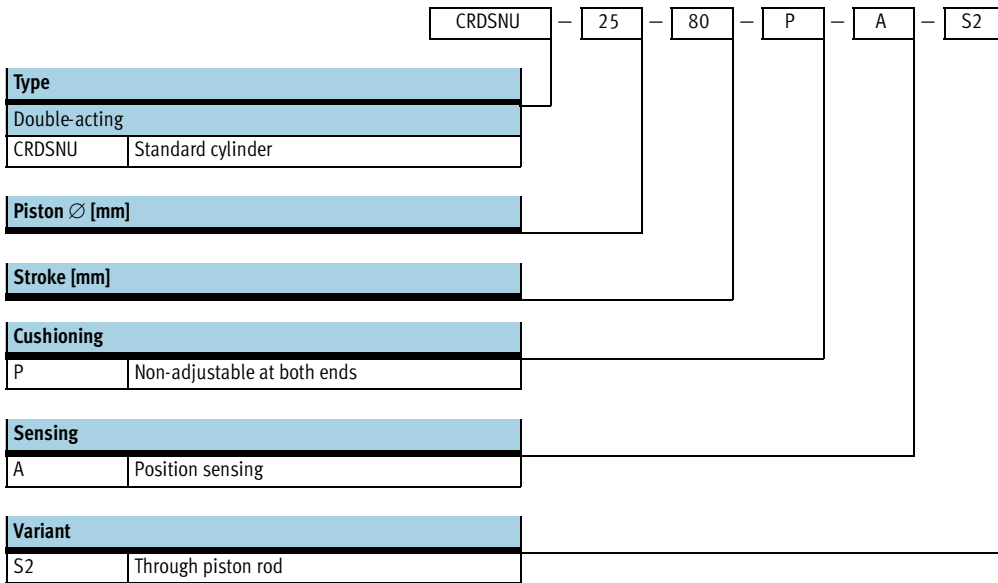 CRDSNU – 25 – 80 – P – A – S2
Type
Double-acting
CRDSNU Standard cylinder
Piston ∅ [mm]
Stroke [mm]
Cushioning
P Non-adjustable at both ends
Sensing
A Position sensing
Variant
S2 Through piston rod